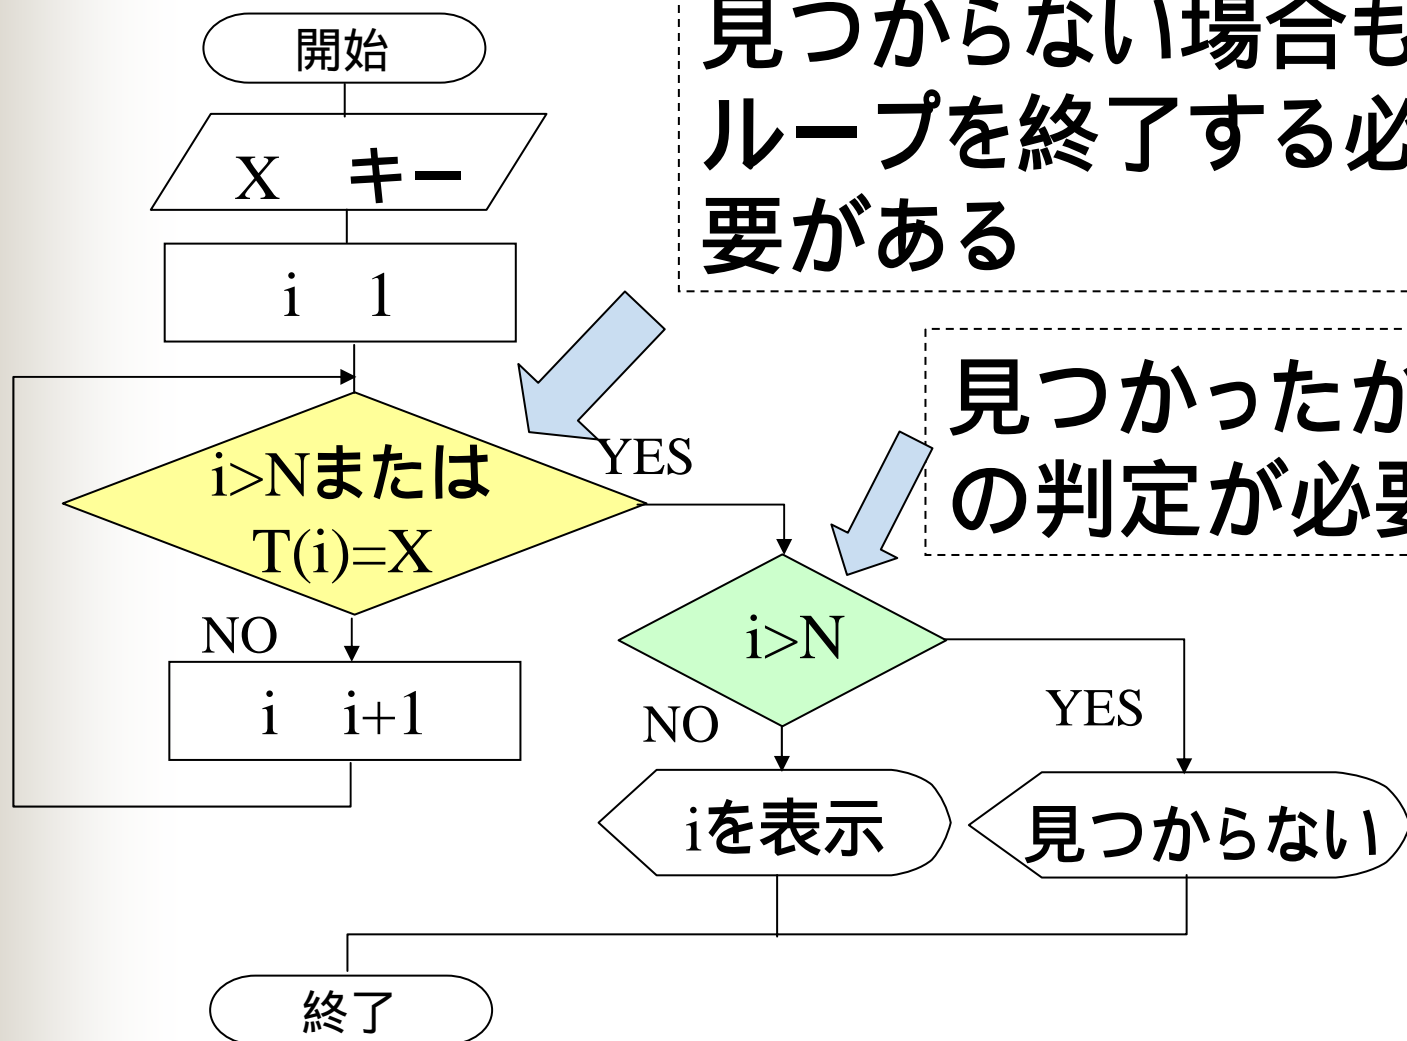 開始
X キー
i 1
i>Nまたは
T(i)=X
YES
NO
i i+1
見つからない場合も
ループを終了する必
要がある
見つかったか
の判定が必要
i>N
NO
YES
iを表示
見つからない
終了